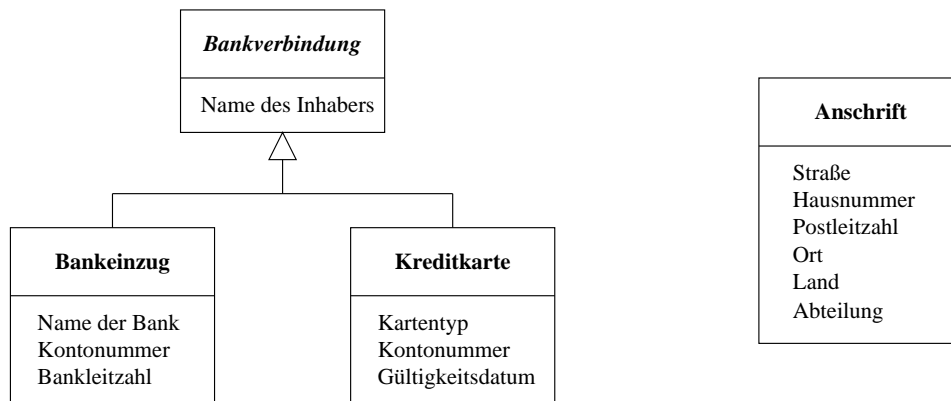 Bankverbindung
Name des Inhabers
Anschrift
Straße
Hausnummer
Postleitzahl
Ort
Land
Abteilung
Bankeinzug
Name der Bank
Kontonummer
Bankleitzahl
Kreditkarte
Kartentyp
Kontonummer
Gültigkeitsdatum